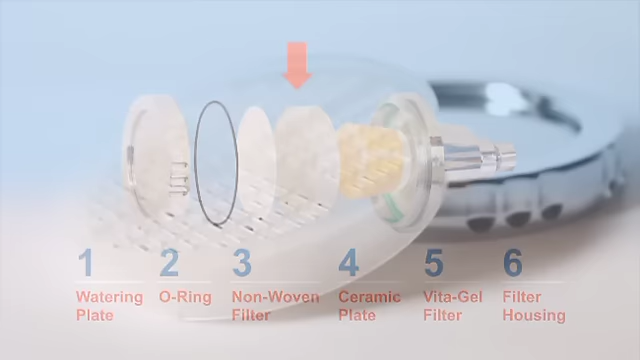 1 2 3 4 5 6
Watering Plate
O-Ring
Non-Woven Filter
Ceramic Plate
Vita-Gel Filter
Filter Housing